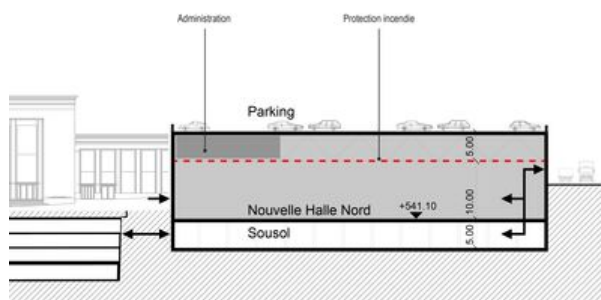 Administration
Protection incendie
Parking
5.00
Nouvelle Halle Nord
+541.10
10.00
Sousol
5.00